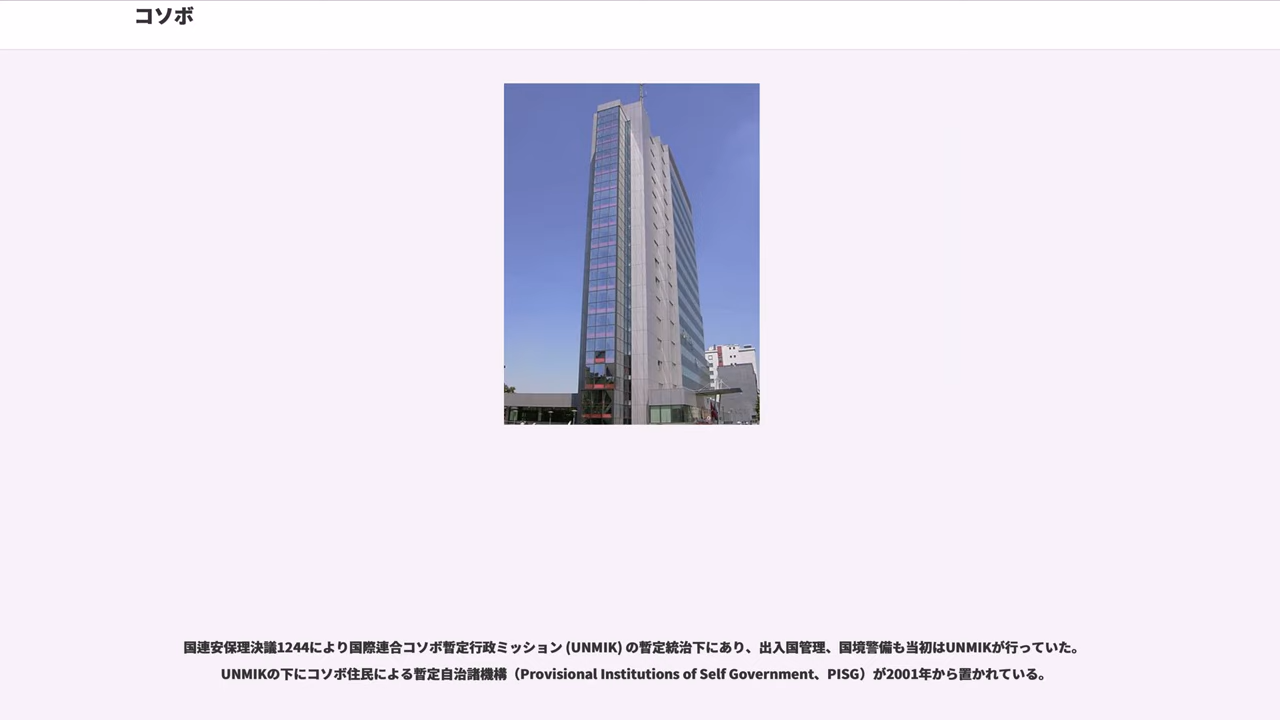 コソボ
国連安保理決議1244により国際連合コソボ暫定行政ミッション (UNMIK) の暫定統治下にあり、出入国管理、国境警備も当初はUNMIKが行っていた。
UNMIKの下にコソボ住民による暫定自治諸機構（Provisional Institutions of Self Government、PISG）が2001年から置かれている。